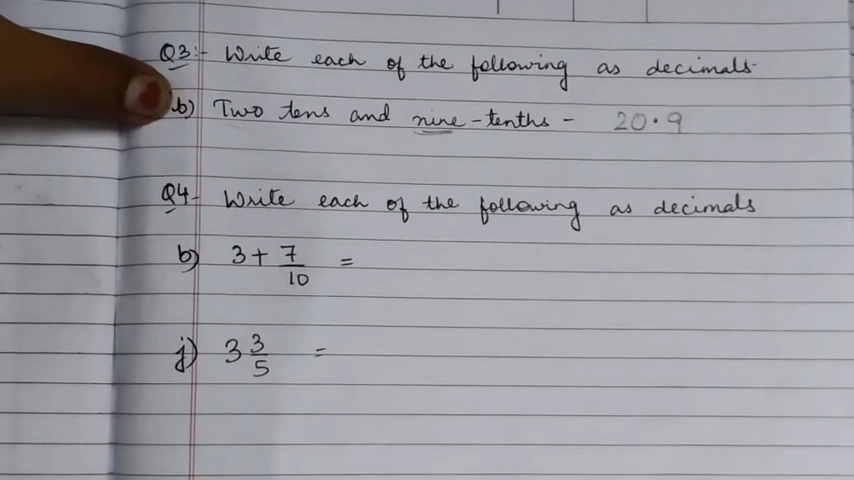 Q3:- Write each of the following as decimals.
b) Two tens and nine-tenths - 20.9
Q4- Write each of the following as decimals
b) 3 + 7/10 =
j) 3 3/5 =